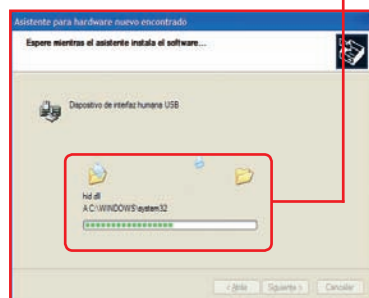 Asistente para hardware nuevo encontrado
Espere mientras el asistente instala el software...
Dispositivo de interfaz humana USB
hid.dll
A C:\WINDOWS\system32
< Atrás Siguiente > Cancelar